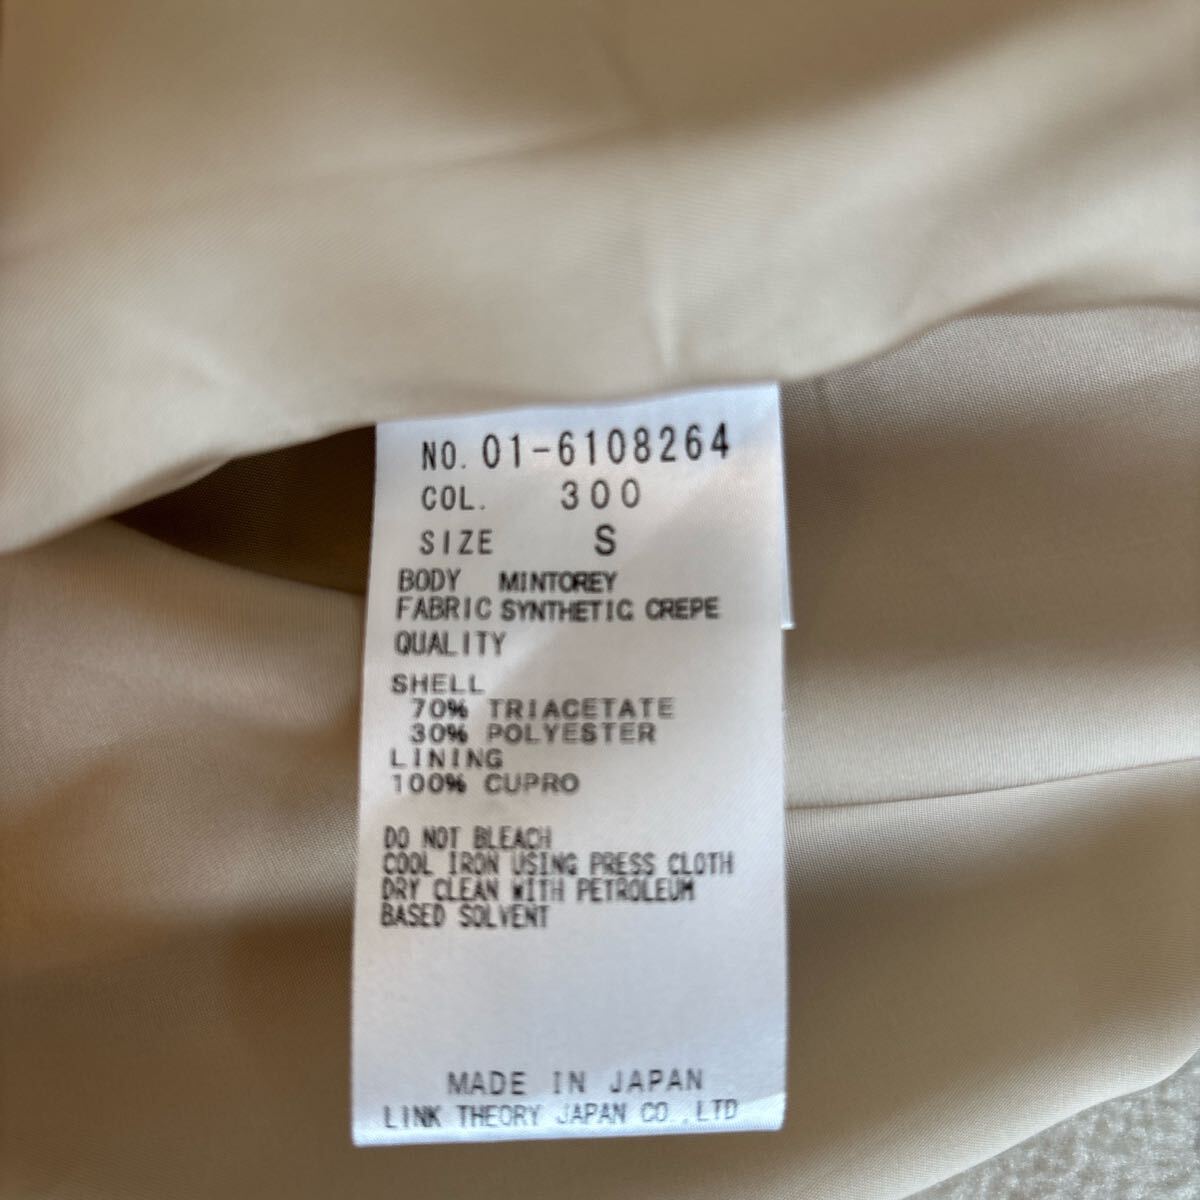 NO. 01-6108264
COL. 300
SIZE S
BODY MINTOREY
FABRIC SYNTHETIC CREPE
QUALITY
SHELL
70% TRIACETATE
30% POLYESTER
LINING
100% CUPRO
DO NOT BLEACH
COOL IRON USING PRESS CLOTH
DRY CLEAN WITH PETROLEUM
BASED SOLVENT
MADE IN JAPAN
LINK THEORY JAPAN CO.,LTD